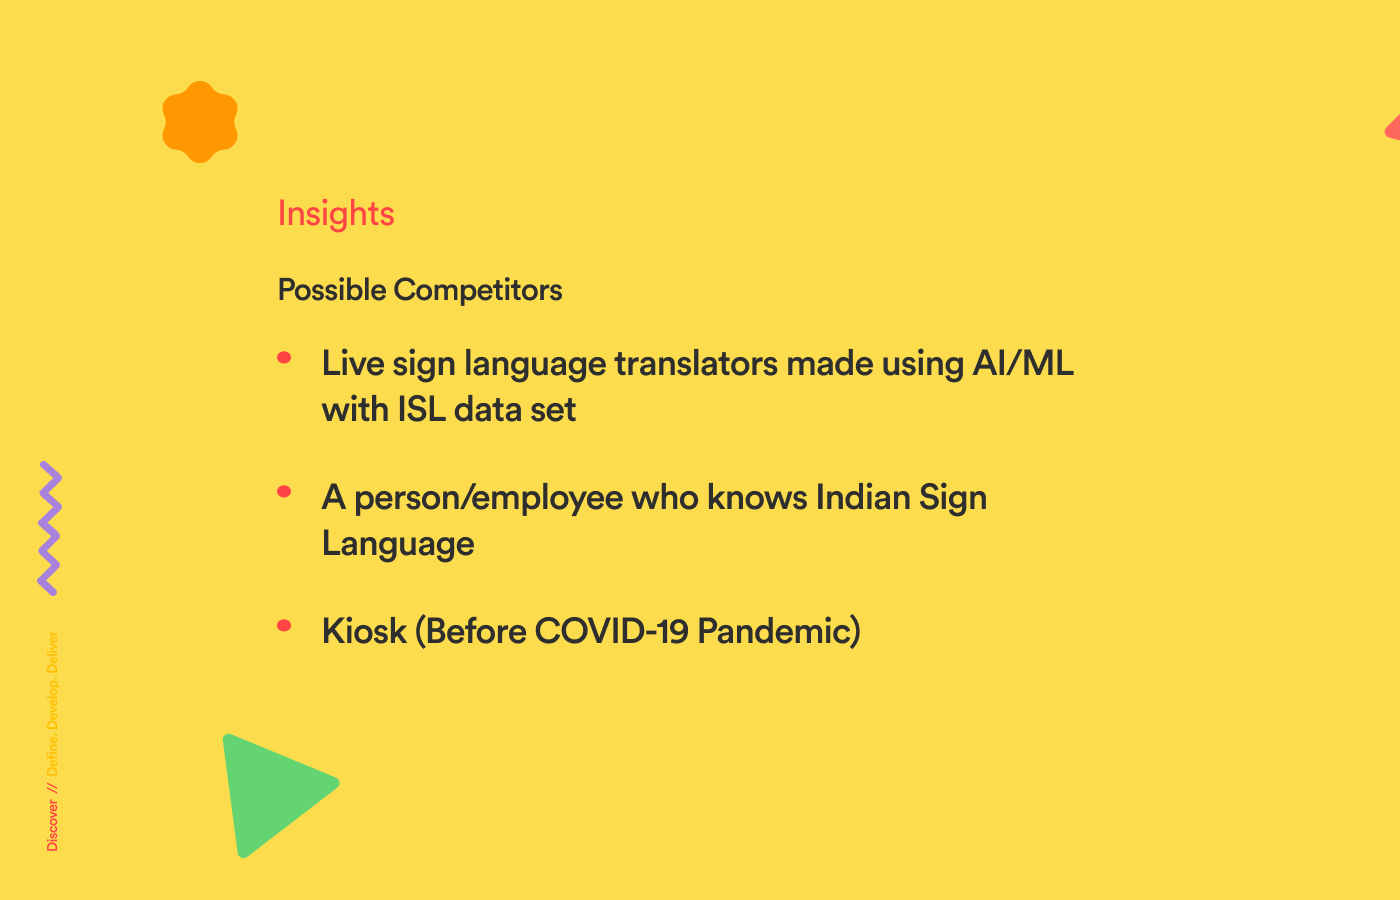 Insights
Possible Competitors
Live sign language translators made using AI/ML
with ISL data set
A person/employee who knows Indian Sign
Language
Kiosk (Before COVID-19 Pandemic)
Discover // Define. Develop. Deliver